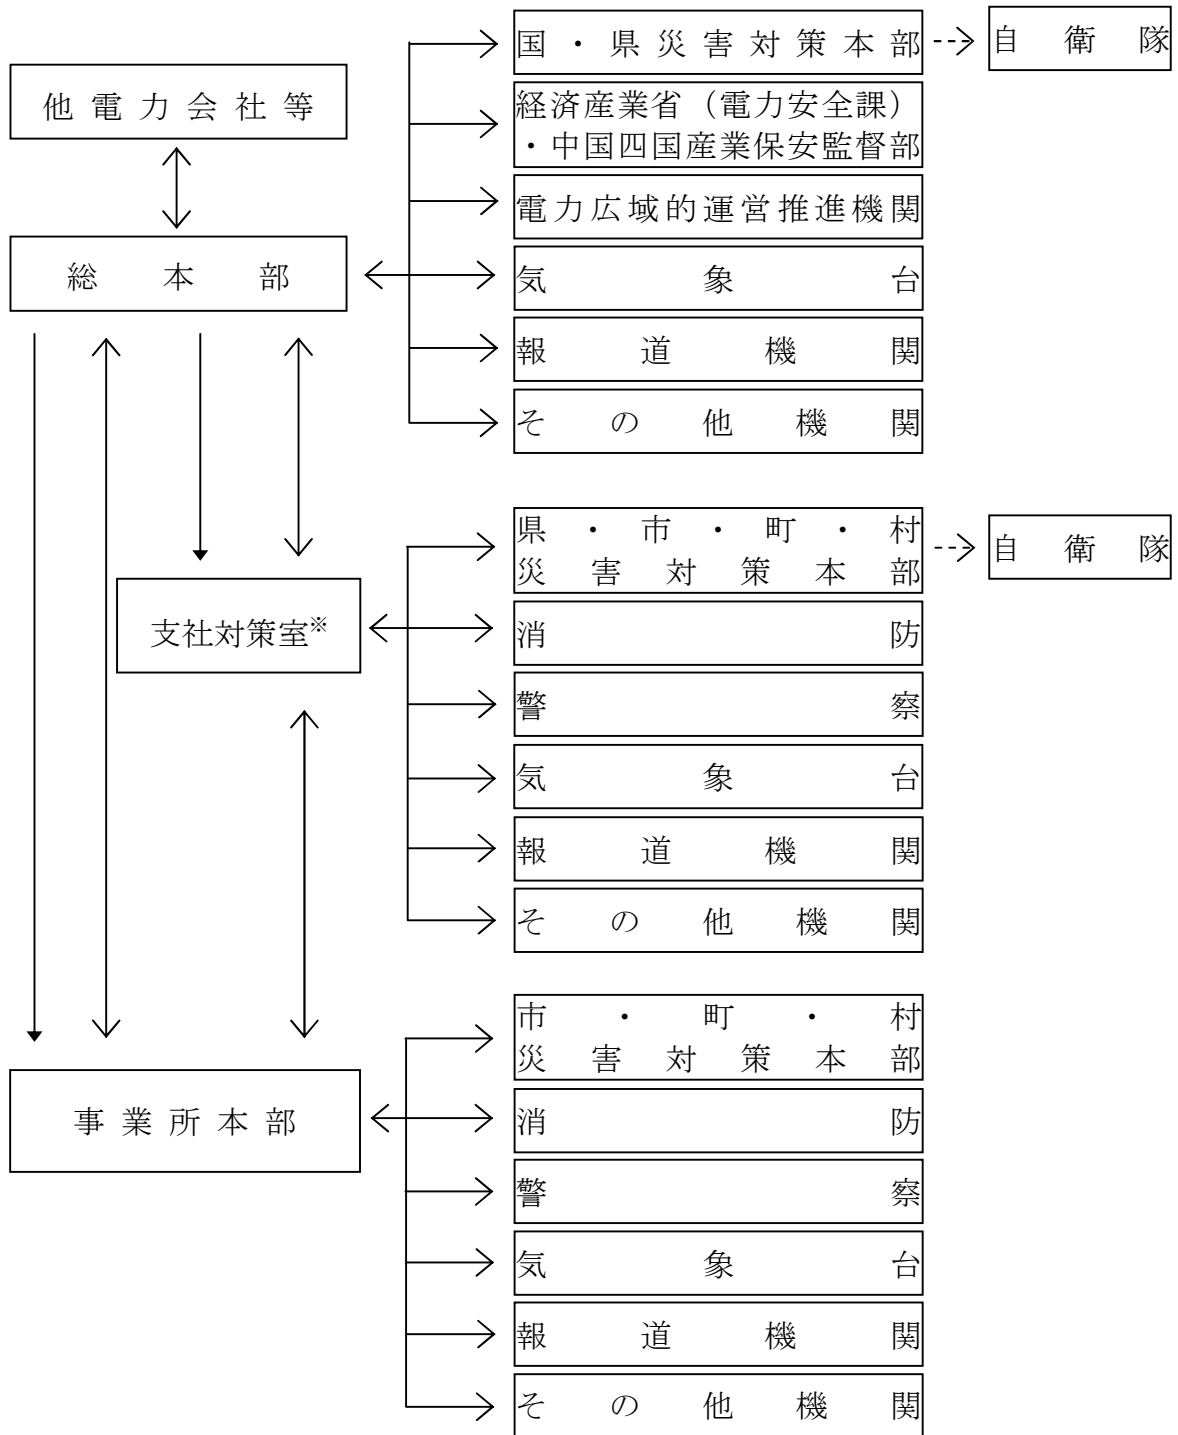 国・県災害対策本部
自衛隊
他電力会社等
経済産業省（電力安全課）
・中国四国産業保安監督部
電力広域的運営推進機関
総本部
気象台
報道機関
その他機関
県・市・町・村
災害対策本部
自衛隊
支社対策室※
消防
警察
気象台
報道機関
その他機関
市・町・村
災害対策本部
事業所本部
消防
警察
気象台
報道機関
その他機関